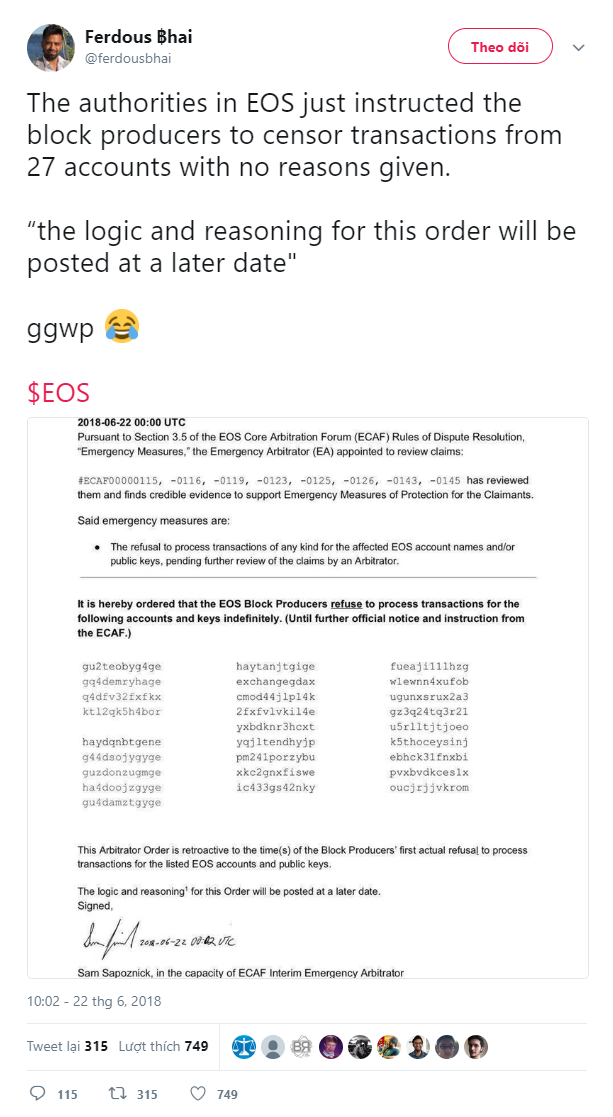 Ferdous ₿hai
@ferdousbhai
Theo dõi
The authorities in EOS just instructed the
block producers to censor transactions from
27 accounts with no reasons given.
“the logic and reasoning for this order will be
posted at a later date"
ggwp 😂
$EOS
2018-06-22 00:00 UTC
Pursuant to Section 3.5 of the EOS Core Arbitration Forum (ECAF) Rules of Dispute Resolution,
“Emergency Measures,” the Emergency Arbitrator (EA) appointed to review claims:
#ECAF00000115, -0116, -0119, -0123, -0125, -0126, -0143, -0145 has reviewed
them and finds credible evidence to support Emergency Measures of Protection for the Claimants.
Said emergency measures are:
• The refusal to process transactions of any kind for the affected EOS account names and/or
public keys, pending further review of the claims by an Arbitrator.
It is hereby ordered that the EOS Block Producers refuse to process transactions for the
following accounts and keys indefinitely. (Until further official notice and instruction from
the ECAF.)
gu2teobyg4ge haytanjtgige fueaji111hzg
gq4demryhage exchangegdax w1ewnn4xufob
q4dfv32fxfkx cmod44jlp14k ugunxsrux2a3
kt12qk5h4bor 2fxfvlvkil4e gz3q24tq3r21
yxbdknr3hcxt u5rlltjtjoeo
haydqnbtgene yqjltendhyjp k5thoceysinj
g44dsojygyge pm241porzybu ebhck31fnxbi
guzdonzugmge xkc2gnxfiswe pvxbvdkceslx
ha4doojzgyge ic433gs42nky oucjrjjvkrom
gu4damztgyge
This Arbitrator Order is retroactive to the time(s) of the Block Producers' first actual refusal to process
transactions for the listed EOS accounts and public keys.
The logic and reasoning¹ for this Order will be posted at a later date.
Signed,
2018-06-22 00:02 UTC
Sam Sapoznick, in the capacity of ECAF Interim Emergency Arbitrator
10:02 - 22 thg 6, 2018
Tweet lại 315 Lượt thích 749
115 315 749